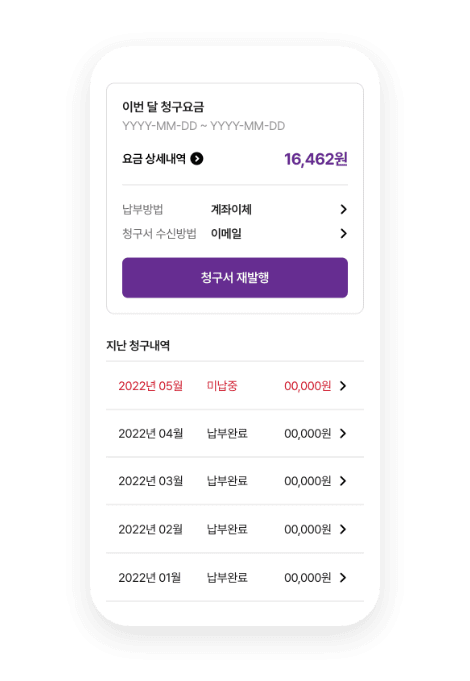 이번 달 청구요금
YYYY-MM-DD ~ YYYY-MM-DD
요금 상세내역 16,462원
납부방법 계좌이체
청구서 수신방법 이메일
청구서 재발행
지난 청구내역
2022년 05월 미납중 00,000원
2022년 04월 납부완료 00,000원
2022년 03월 납부완료 00,000원
2022년 02월 납부완료 00,000원
2022년 01월 납부완료 00,000원